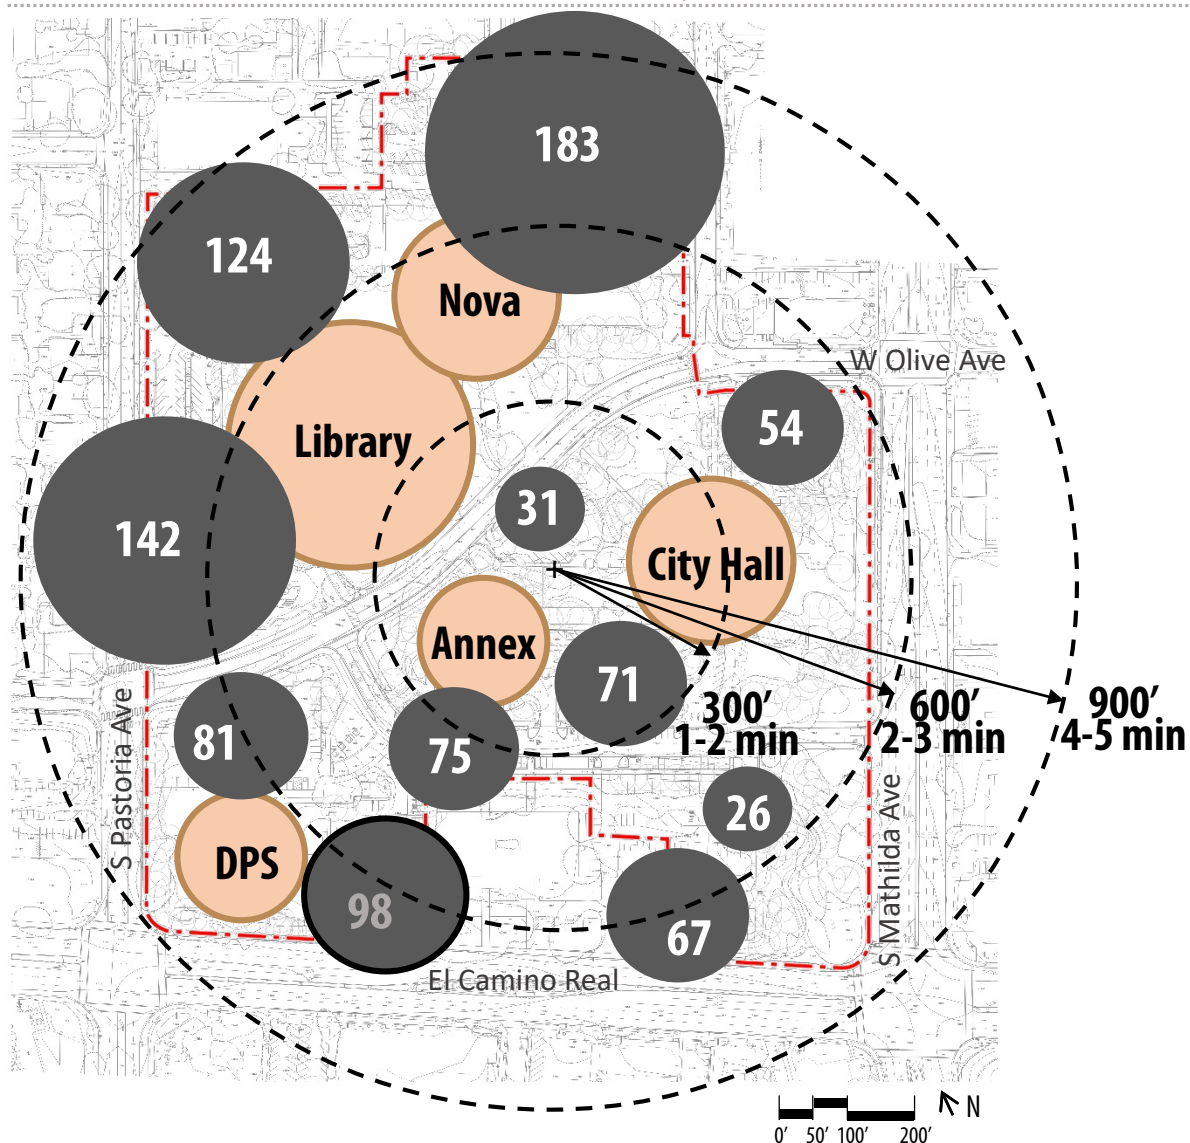 183
124
Nova
W Olive Ave
54
Library
31
142
City Hall
Annex
71
300′
1-2 min
600′
2-3 min
900′
4-5 min
S Pastoria Ave
81
75
26
S Mathilda Ave
DPS
98
67
El Camino Real
N
0′ 50′ 100′ 200′